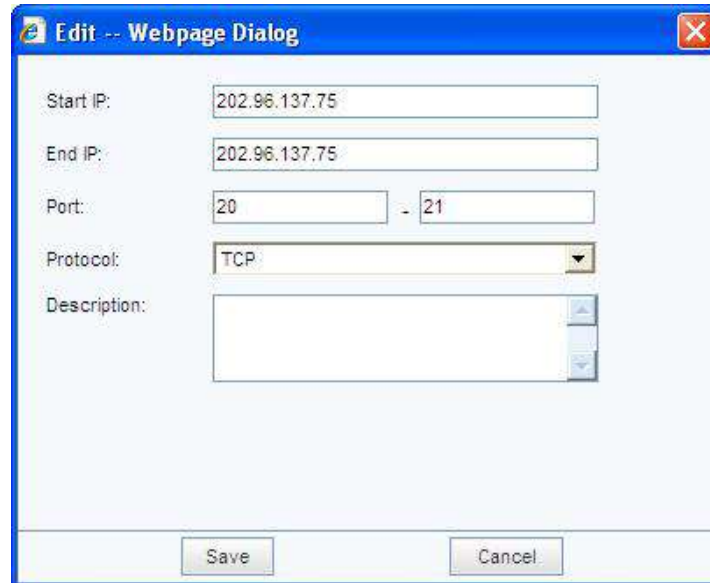 Edit -- Webpage Dialog
Start IP: 202.96.137.75
End IP: 202.96.137.75
Port: 20 - 21
Protocol: TCP
Description:
Save Cancel